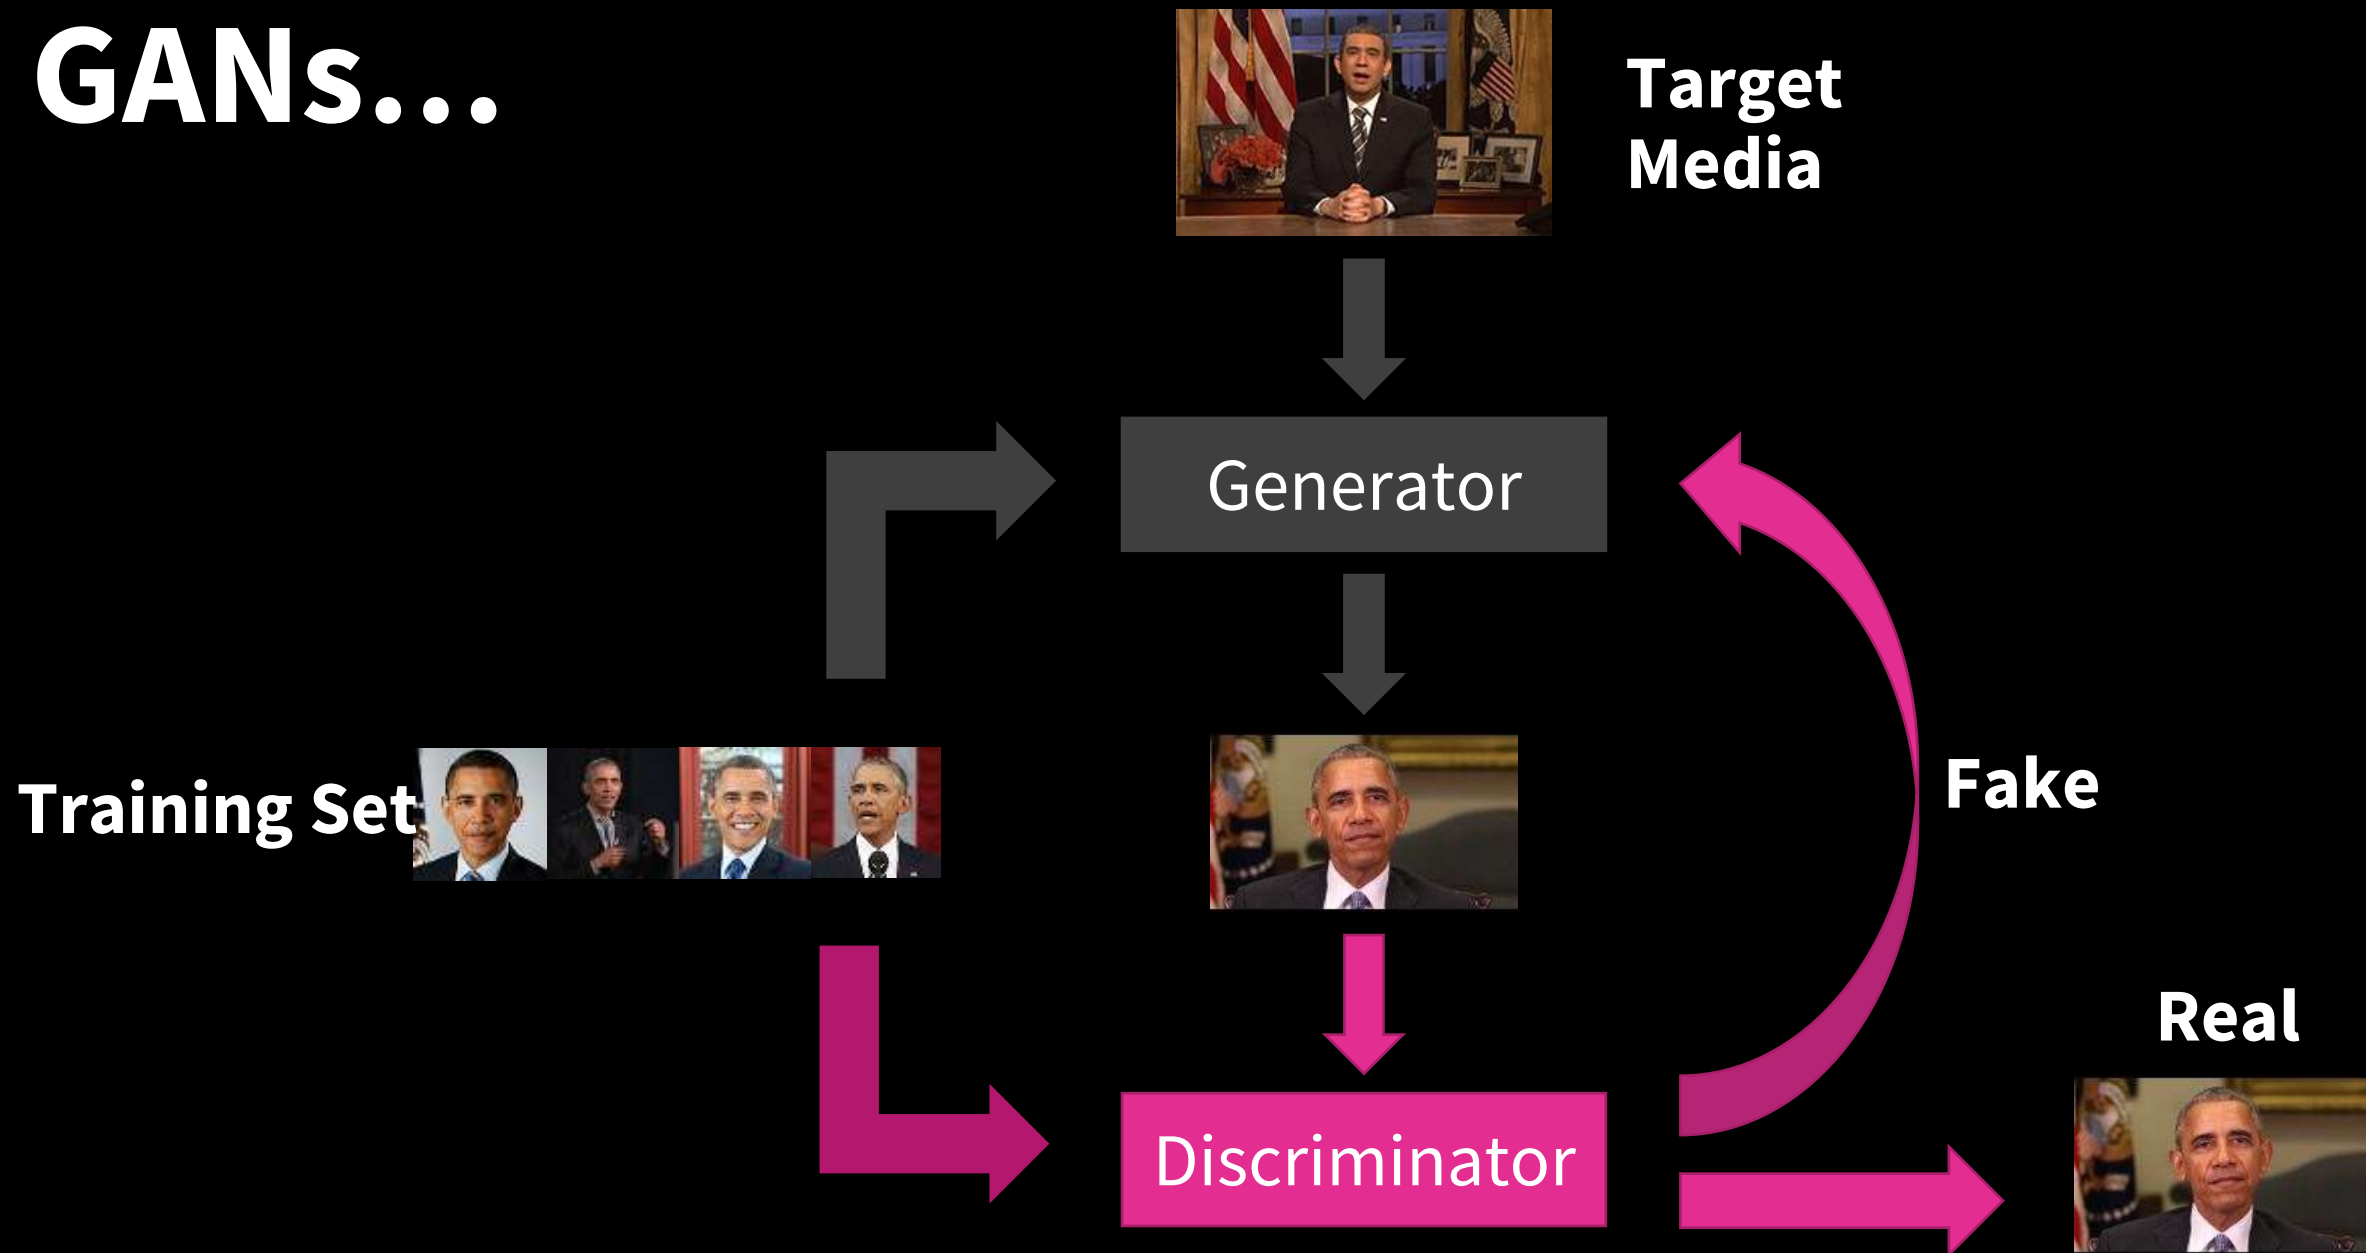 GANs...
Target
Media
Generator
Training Set
Fake
Real
Discriminator